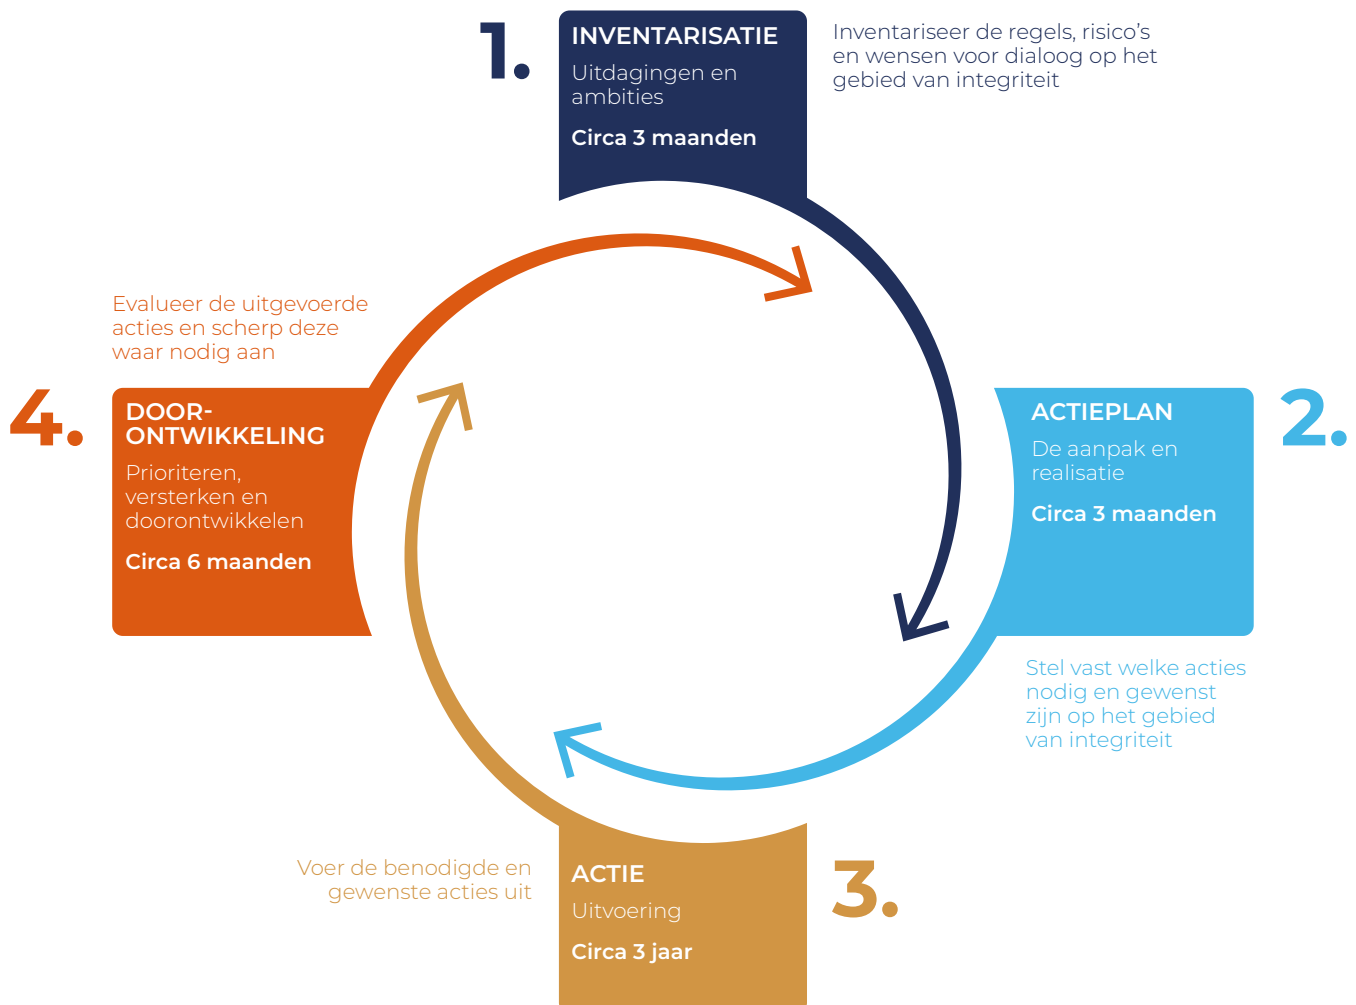 1.
INVENTARISATIE
Uitdagingen en
ambities
Circa 3 maanden
Inventariseer de regels, risico’s
en wensen voor dialoog op het
gebied van integriteit
2.
ACTIEPLAN
De aanpak en
realisatie
Circa 3 maanden
Stel vast welke acties
nodig en gewenst
zijn op het gebied
van integriteit
3.
ACTIE
Uitvoering
Circa 3 jaar
Voer de benodigde en
gewenste acties uit
4.
DOOR-
ONTWIKKELING
Prioriteren,
versterken en
doorontwikkelen
Circa 6 maanden
Evalueer de uitgevoerde
acties en scherp deze
waar nodig aan